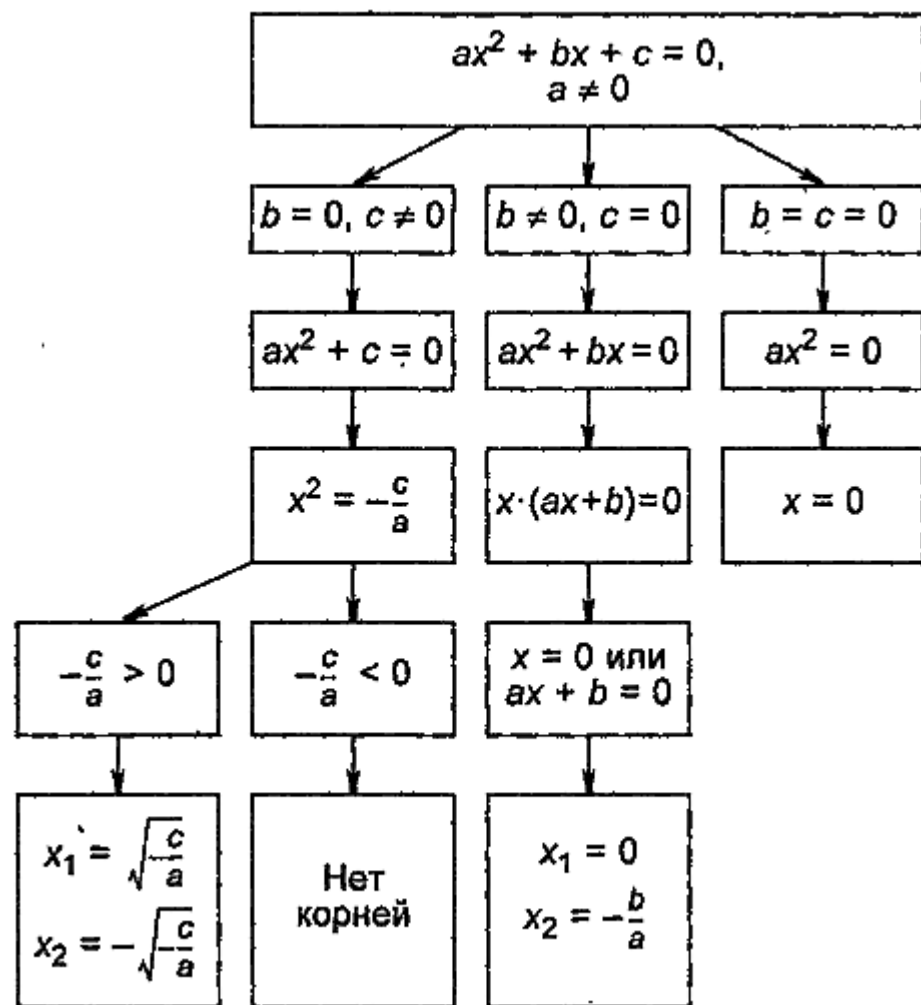 ax² + bx + c = 0,
a ≠ 0
b = 0, c ≠ 0
b ≠ 0, c = 0
b = c = 0
ax² + c = 0
ax² + bx = 0
ax² = 0
x² = -c/a
x·(ax+b)=0
x = 0
-c/a > 0
-c/a < 0
x = 0 или
ax + b = 0
x₁ = √(-c/a)
x₂ = -√(-c/a)
Нет
корней
x₁ = 0
x₂ = -b/a